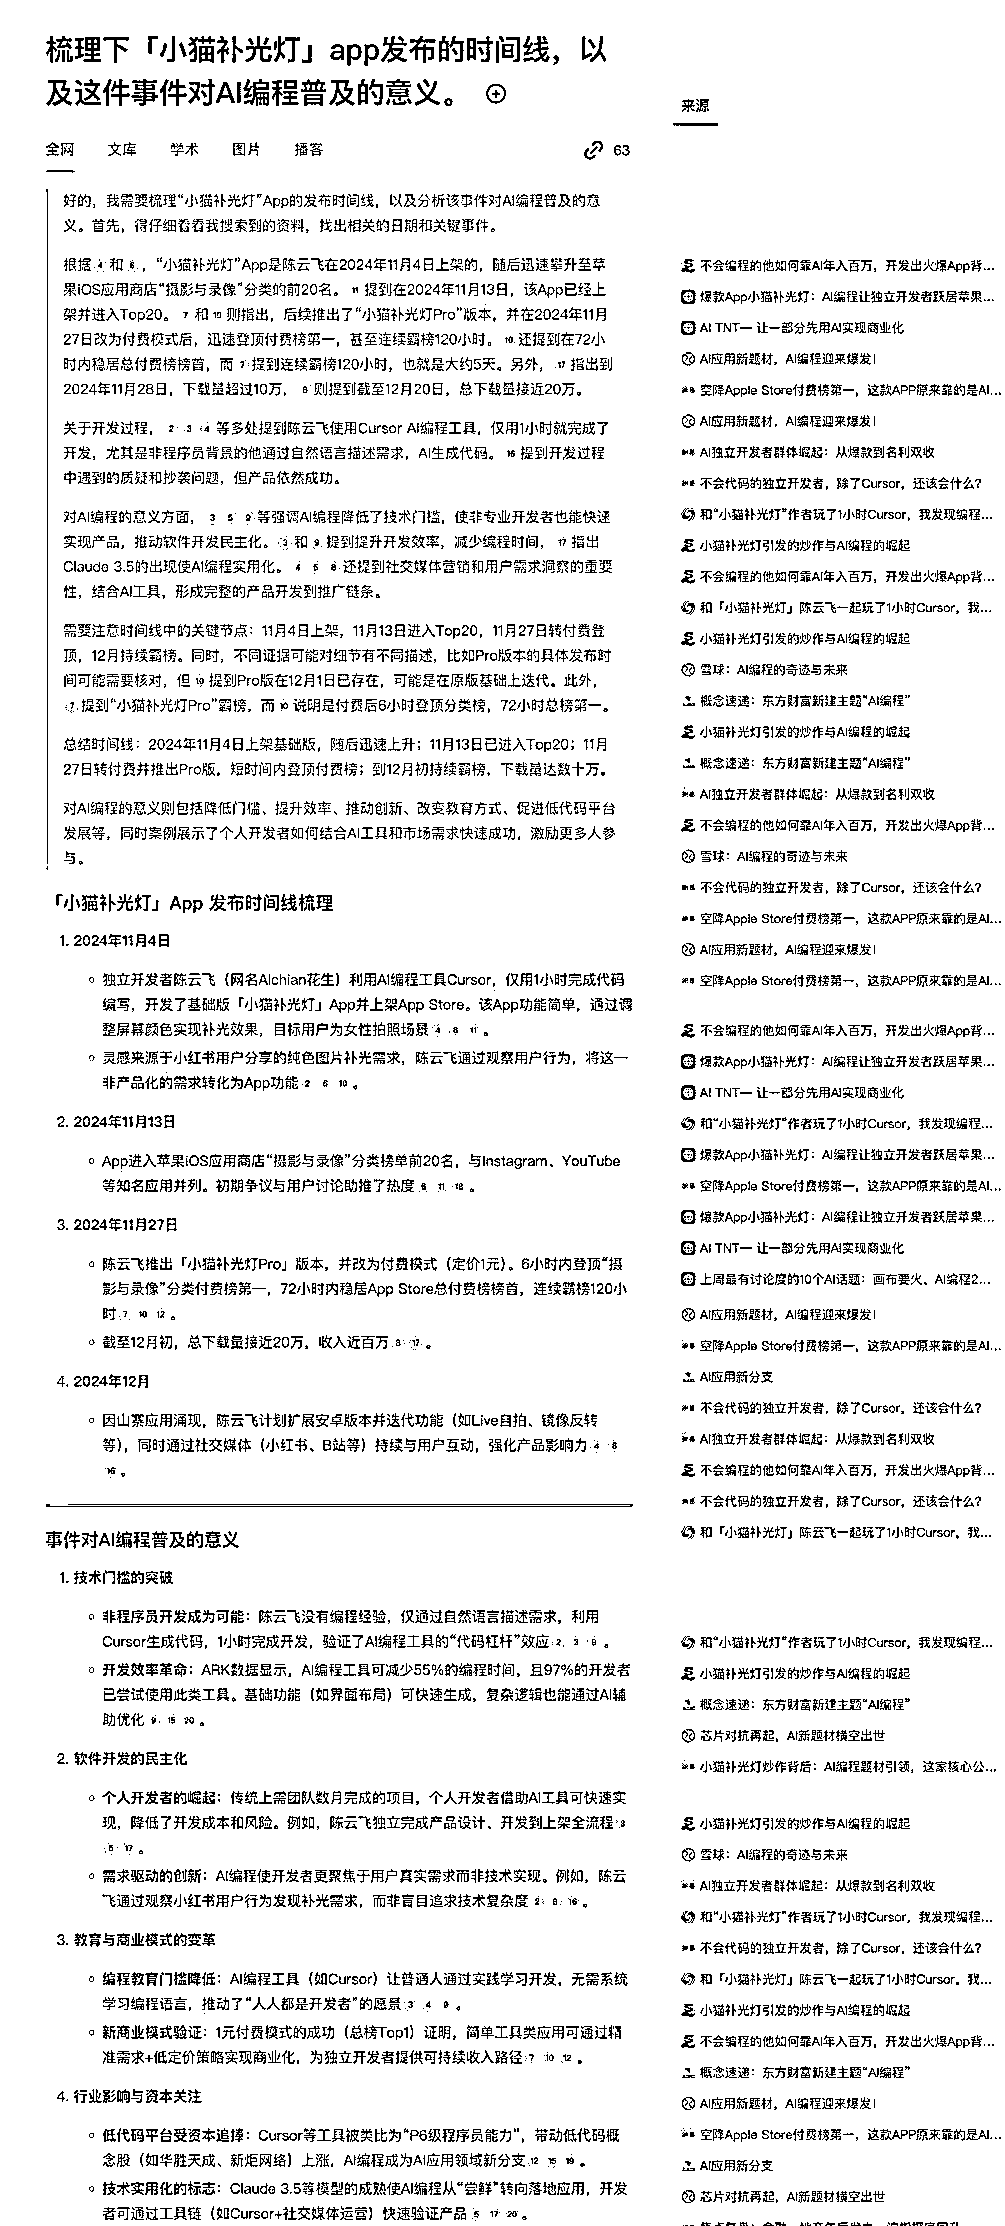 梳理下「小猫补光灯」app发布的时间线，以
及这件事件对AI编程普及的意义。
全网 文库 学术 图片 播客 63
好的，我需要梳理“小猫补光灯”App的发布时间线，以及分析该事件对AI编程普及的意
义。首先，得仔细看看我搜索到的资料，找出相关的日期和关键事件。
根据 4 和 6 ，“小猫补光灯”App是陈云飞在2024年11月4日上架的，随后迅速攀升至苹
果iOS应用商店“摄影与录像”分类的前20名。 11 提到在2024年11月13日，该App已经上
架并进入Top20。 7 和 10 则指出，后续推出了“小猫补光灯Pro”版本，并在2024年11月
27日改为付费模式后，迅速登顶付费榜第一，甚至连续霸榜120小时。 10 还提到在72小
时内稳居总付费榜榜首，而 7 提到连续霸榜120小时，也就是大约5天。另外， 17 指出到
2024年11月28日，下载量超过10万， 8 则提到截至12月20日，总下载量接近20万。
关于开发过程， 2 3 4 等多处提到陈云飞使用Cursor AI编程工具，仅用1小时就完成了
开发，尤其是非程序员背景的他通过自然语言描述需求，AI生成代码。 16 提到开发过程
中遇到的质疑和抄袭问题，但产品依然成功。
对AI编程的意义方面， 3 5 9 等强调AI编程降低了技术门槛，使非专业开发者也能快速
实现产品，推动软件开发民主化。 3 和 9 提到提升开发效率，减少编程时间， 17 指出
Claude 3.5的出现使AI编程实用化。 4 5 8 还提到社交媒体营销和用户需求洞察的重要
性，结合AI工具，形成完整的产品开发到推广链条。
需要注意时间线中的关键节点：11月4日上架，11月13日进入Top20，11月27日转付费登
顶，12月持续霸榜。同时，不同证据可能对细节有不同描述，比如Pro版本的具体发布时
间可能需要核对，但 19 提到Pro版在12月1日已存在，可能是在原版基础上迭代。此外，
7 提到“小猫补光灯Pro”霸榜，而 10 说明是付费后6小时登顶分类榜，72小时总榜第一。
总结时间线：2024年11月4日上架基础版，随后迅速上升；11月13日已进入Top20；11月
27日转付费并推出Pro版，短时间内登顶付费榜；到12月初持续霸榜，下载量达数十万。
对AI编程的意义则包括降低门槛、提升效率、推动创新、改变教育方式、促进低代码平台
发展等，同时案例展示了个人开发者如何结合AI工具和市场需求快速成功，激励更多人参
与。
「小猫补光灯」App 发布时间线梳理
1. 2024年11月4日
独立开发者陈云飞（网名AIchian花生）利用AI编程工具Cursor，仅用1小时完成代码
编写，开发了基础版「小猫补光灯」App并上架App Store。该App功能简单，通过调
整屏幕颜色实现补光效果，目标用户为女性拍照场景 4 6 11 。
灵感来源于小红书用户分享的纯色图片补光需求，陈云飞通过观察用户行为，将这一
非产品化的需求转化为App功能 2 6 10 。
2. 2024年11月13日
App进入苹果iOS应用商店“摄影与录像”分类榜单前20名，与Instagram、YouTube
等知名应用并列。初期争议与用户讨论助推了热度 6 11 18 。
3. 2024年11月27日
陈云飞推出「小猫补光灯Pro」版本，并改为付费模式（定价1元）。6小时内登顶“摄
影与录像”分类付费榜第一，72小时内稳居App Store总付费榜榜首，连续霸榜120小
时 7 10 12 。
截至12月初，总下载量接近20万，收入近百万 8 17 。
4. 2024年12月
因山寨应用涌现，陈云飞计划扩展安卓版本并迭代功能（如Live自拍、镜像反转
等），同时通过社交媒体（小红书、B站等）持续与用户互动，强化产品影响力 4 8
16 。
事件对AI编程普及的意义
1. 技术门槛的突破
非程序员开发成为可能：陈云飞没有编程经验，仅通过自然语言描述需求，利用
Cursor生成代码，1小时完成开发，验证了AI编程工具的“代码杠杆”效应 2 3 9 。
开发效率革命：ARK数据显示，AI编程工具可减少55%的编程时间，且97%的开发者
已尝试使用此类工具。基础功能（如界面布局）可快速生成，复杂逻辑也能通过AI辅
助优化 9 15 20 。
2. 软件开发的民主化
个人开发者的崛起：传统上需团队数月完成的项目，个人开发者借助AI工具可快速实
现，降低了开发成本和风险。例如，陈云飞独立完成产品设计、开发到上架全流程 3
5 17 。
需求驱动的创新：AI编程使开发者更聚焦于用户真实需求而非技术实现。例如，陈云
飞通过观察小红书用户行为发现补光需求，而非盲目追求技术复杂度 2 8 16 。
3. 教育与商业模式的变革
编程教育门槛降低：AI编程工具（如Cursor）让普通人通过实践学习开发，无需系统
学习编程语言，推动了“人人都是开发者”的愿景 3 4 9 。
新商业模式验证：1元付费模式的成功（总榜Top1）证明，简单工具类应用可通过精
准需求+低定价策略实现商业化，为独立开发者提供可持续收入路径 7 10 12 。
4. 行业影响与资本关注
低代码平台受资本追捧：Cursor等工具被类比为“P6级程序员能力”，带动低代码概
念股（如华胜天成、新炬网络）上涨，AI编程成为AI应用领域新分支 12 15 19 。
技术实用化的标志：Claude 3.5等模型的成熟使AI编程从“尝鲜”转向落地应用，开发
者可通过工具链（如Cursor+社交媒体运营）快速验证产品 5 17 20 。
来源
不会编程的他如何靠AI年入百万，开发出火爆App背...
爆款App小猫补光灯：AI编程让独立开发者跃居苹果...
AI TNT— 让一部分先用AI实现商业化
AI应用新题材，AI编程迎来爆发！
空降Apple Store付费榜第一，这款APP原来靠的是AI...
AI应用新题材，AI编程迎来爆发！
AI独立开发者群体崛起：从爆款到名利双收
不会代码的独立开发者，除了Cursor，还该会什么？
和“小猫补光灯”作者玩了1小时Cursor，我发现编程...
小猫补光灯引发的炒作与AI编程的崛起
不会编程的他如何靠AI年入百万，开发出火爆App背...
和「小猫补光灯」陈云飞一起玩了1小时Cursor，我...
小猫补光灯引发的炒作与AI编程的崛起
雪球：AI编程的奇迹与未来
概念速递：东方财富新建主题“AI编程”
小猫补光灯引发的炒作与AI编程的崛起
概念速递：东方财富新建主题“AI编程”
AI独立开发者群体崛起：从爆款到名利双收
不会编程的他如何靠AI年入百万，开发出火爆App背...
雪球：AI编程的奇迹与未来
不会代码的独立开发者，除了Cursor，还该会什么？
空降Apple Store付费榜第一，这款APP原来靠的是AI...
AI应用新题材，AI编程迎来爆发！
空降Apple Store付费榜第一，这款APP原来靠的是AI...
不会编程的他如何靠AI年入百万，开发出火爆App背...
爆款App小猫补光灯：AI编程让独立开发者跃居苹果...
AI TNT— 让一部分先用AI实现商业化
和“小猫补光灯”作者玩了1小时Cursor，我发现编程...
爆款App小猫补光灯：AI编程让独立开发者跃居苹果...
空降Apple Store付费榜第一，这款APP原来靠的是AI...
爆款App小猫补光灯：AI编程让独立开发者跃居苹果...
AI TNT— 让一部分先用AI实现商业化
上周最有讨论度的10个AI话题：画布要火、AI编程2...
AI应用新题材，AI编程迎来爆发！
空降Apple Store付费榜第一，这款APP原来靠的是AI...
AI应用新分支
不会代码的独立开发者，除了Cursor，还该会什么？
AI独立开发者群体崛起：从爆款到名利双收
不会编程的他如何靠AI年入百万，开发出火爆App背...
不会代码的独立开发者，除了Cursor，还该会什么？
和「小猫补光灯」陈云飞一起玩了1小时Cursor，我...
和“小猫补光灯”作者玩了1小时Cursor，我发现编程...
小猫补光灯引发的炒作与AI编程的崛起
概念速递：东方财富新建主题“AI编程”
芯片对抗再起，AI新题材横空出世
小猫补光灯炒作背后：AI编程题材引领，这家核心公...
小猫补光灯引发的炒作与AI编程的崛起
雪球：AI编程的奇迹与未来
AI独立开发者群体崛起：从爆款到名利双收
和“小猫补光灯”作者玩了1小时Cursor，我发现编程...
不会代码的独立开发者，除了Cursor，还该会什么？
和「小猫补光灯」陈云飞一起玩了1小时Cursor，我...
小猫补光灯引发的炒作与AI编程的崛起
不会编程的他如何靠AI年入百万，开发出火爆App背...
概念速递：东方财富新建主题“AI编程”
AI应用新题材，AI编程迎来爆发！
空降Apple Store付费榜第一，这款APP原来靠的是AI...
AI应用新分支
芯片对抗再起，AI新题材横空出世